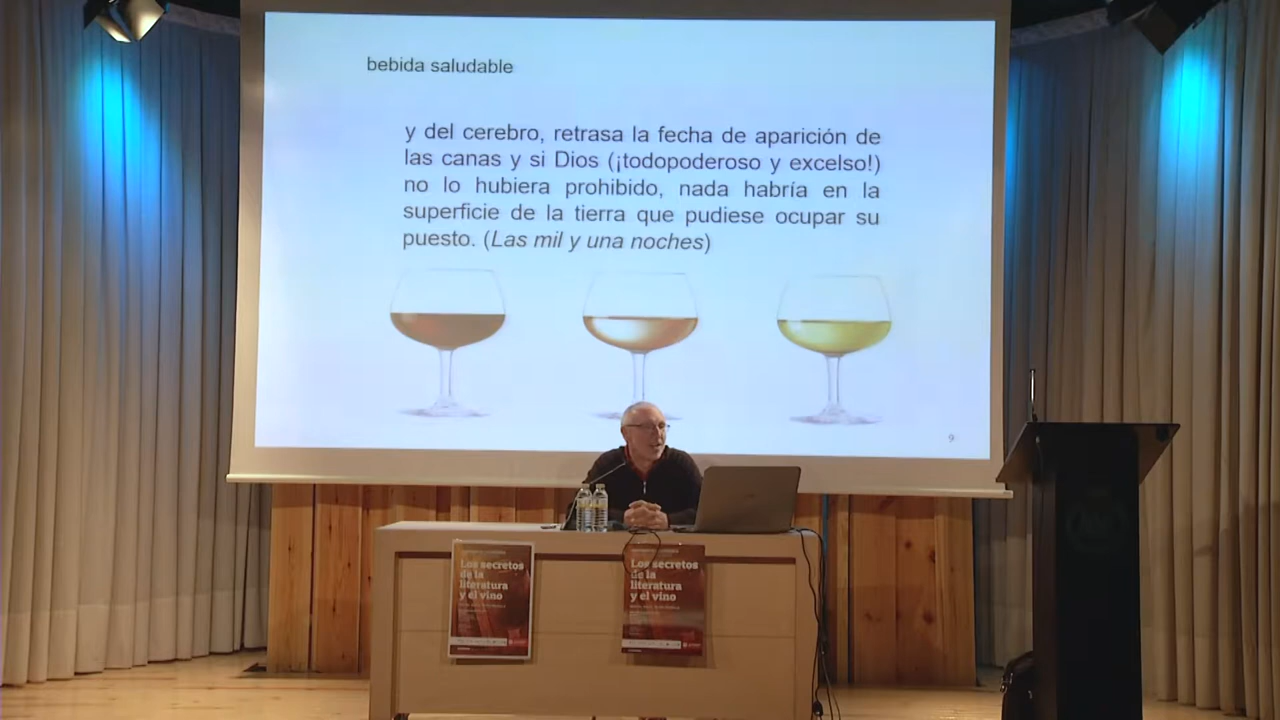 bebida saludable
y del cerebro, retrasa la fecha de aparición de
las canas y si Dios (¡todopoderoso y excelso!)
no lo hubiera prohibido, nada habría en la
superficie de la tierra que pudiese ocupar su
puesto. (Las mil y una noches)
9
Los secretos
de la
literatura
y el vino
Los secretos
de la
literatura
y el vino